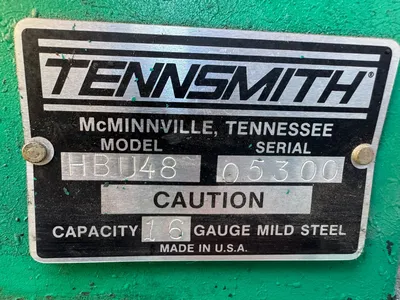 TENNSMITH®
McMINNVILLE, TENNESSEE
MODEL SERIAL
HBU48 05300
CAUTION
CAPACITY 16 GAUGE MILD STEEL
MADE IN U.S.A.